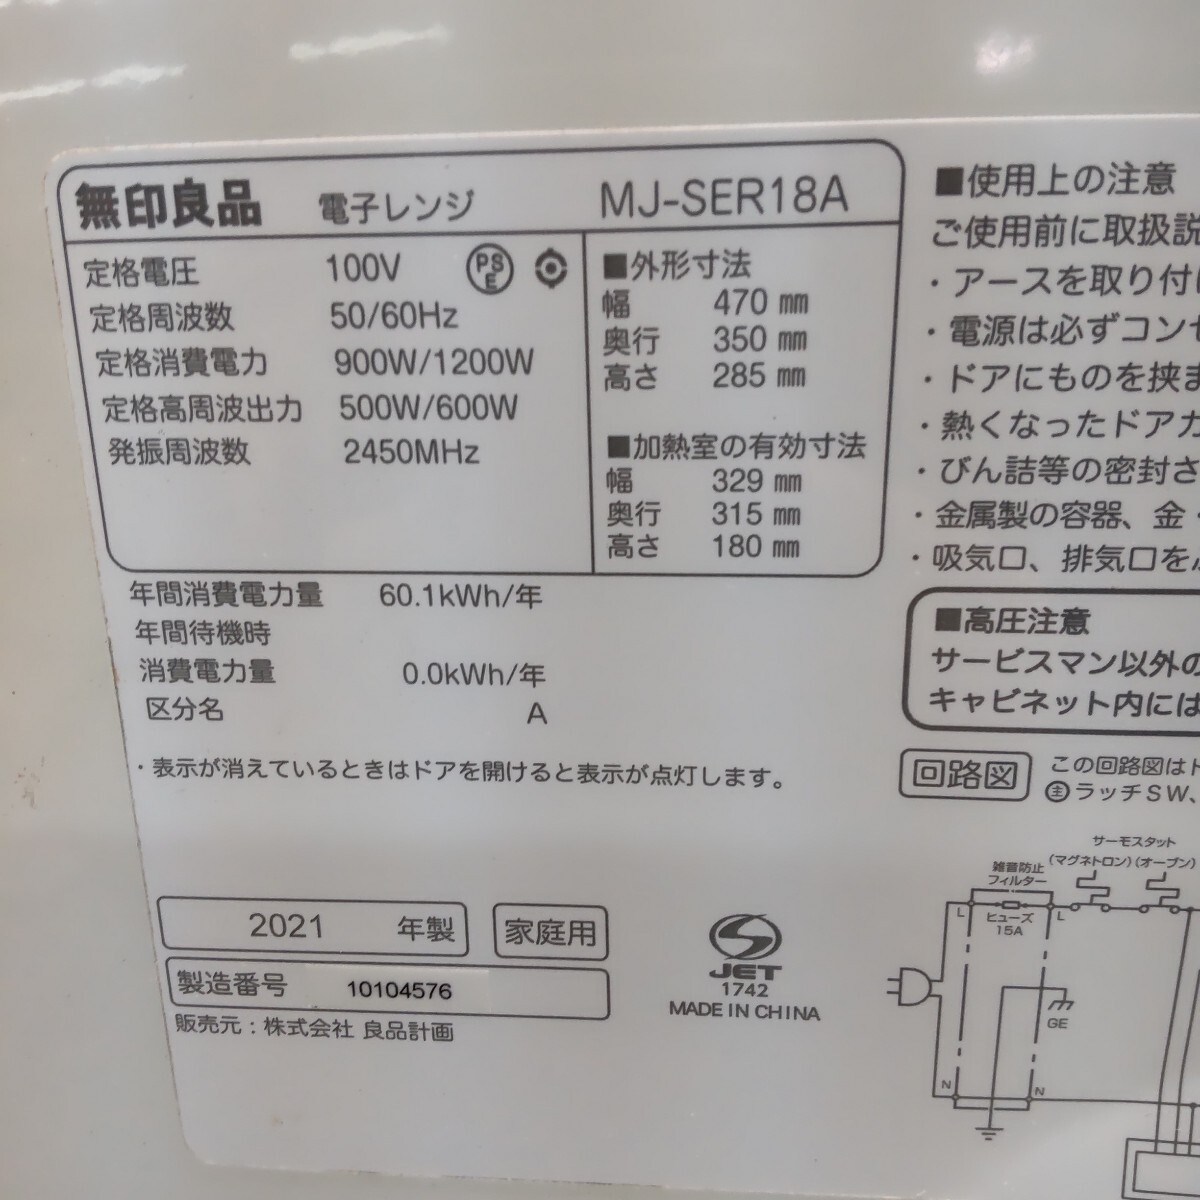 無印良品 電子レンジ MJ-SER18A
定格電圧 100V PSE
定格周波数 50/60Hz
定格消費電力 900W/1200W
定格高周波出力 500W/600W
発振周波数 2450MHz
■外形寸法
幅 470 mm
奥行 350 mm
高さ 285 mm
■加熱室の有効寸法
幅 329 mm
奥行 315 mm
高さ 180 mm
年間消費電力量 60.1kWh/年
年間待機時
消費電力量 0.0kWh/年
区分名 A
・表示が消えているときはドアを開けると表示が点灯します。
2021 年製 家庭用
製造番号 10104576
販売元：株式会社 良品計画
JET
1742
MADE IN CHINA
■使用上の注意
ご使用前に取扱説
・アースを取り付け
・電源は必ずコンセ
・ドアにものを挟ま
・熱くなったドアカ
・びん詰等の密封さ
・金属製の容器、金・
・吸気口、排気口を
■高圧注意
サービスマン以外の
キャビネット内には
回路図
この回路図はド
主ラッチSW、
サーモスタット
(マグネトロン)(オーブン)
雑音防止
フィルター
L
ヒューズ
15A
L
GE
N
N